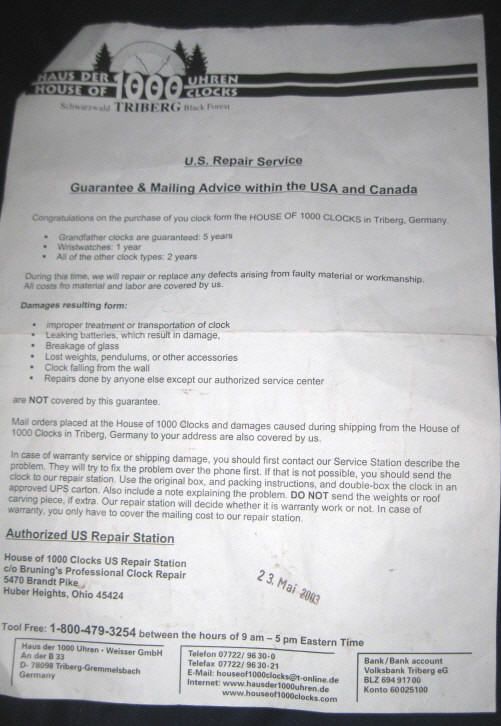 HAUS DER 1000 UHREN
HOUSE OF CLOCKS
Schwarzwald TRIBERG Black Forest
U.S. Repair Service
Guarantee & Mailing Advice within the USA and Canada
Congratulations on the purchase of you clock form the HOUSE OF 1000 CLOCKS in Triberg, Germany.
• Grandfather clocks are guaranteed: 5 years
• Wristwatches: 1 year
• All of the other clock types: 2 years
During this time, we will repair or replace any defects arising from faulty material or workmanship.
All costs fro material and labor are covered by us.
Damages resulting form:
• improper treatment or transportation of clock
• Leaking batteries, which result in damage,
• Breakage of glass
• Lost weights, pendulums, or other accessories
• Clock falling from the wall
• Repairs done by anyone else except our authorized service center
are NOT covered by this guarantee.
Mail orders placed at the House of 1000 Clocks and damages caused during shipping from the House of
1000 Clocks in Triberg, Germany to your address are also covered by us.
In case of warranty service or shipping damage, you should first contact our Service Station describe the
problem. They will try to fix the problem over the phone first. If that is not possible, you should send the
clock to our repair station. Use the original box, and packing instructions, and double-box the clock in an
approved UPS carton. Also include a note explaining the problem. DO NOT send the weights or roof
carving piece, if extra. Our repair station will decide whether it is warranty work or not. In case of
warranty, you only have to cover the mailing cost to our repair station.
Authorized US Repair Station
House of 1000 Clocks US Repair Station
c/o Bruning's Professional Clock Repair
5470 Brandt Pike
Huber Heights, Ohio 45424
23. Mai 2003
Tool Free: 1-800-479-3254 between the hours of 9 am – 5 pm Eastern Time
Haus der 1000 Uhren • Weisser GmbH
An der B 33
D- 78098 Triberg-Gremmelsbach
Germany
Telefon 07722/ 96 30-0
Telefax 07722/ 96 30-21
E-Mail: houseof1000clocks@t-online.de
Internet: www.hausder1000uhren.de
www.houseof1000clocks.com
Bank / Bank account
Volksbank Triberg eG
BLZ 694 917 00
Konto 60025100